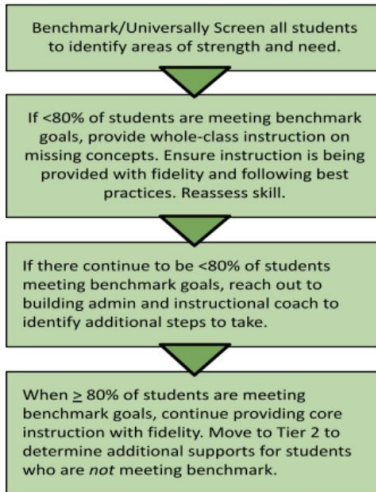 Benchmark/Universally Screen all students
to identify areas of strength and need.
If <80% of students are meeting benchmark
goals, provide whole-class instruction on
missing concepts. Ensure instruction is being
provided with fidelity and following best
practices. Reassess skill.
If there continue to be <80% of students
meeting benchmark goals, reach out to
building admin and instructional coach to
identify additional steps to take.
When ≥ 80% of students are meeting
benchmark goals, continue providing core
instruction with fidelity. Move to Tier 2 to
determine additional supports for students
who are not meeting benchmark.